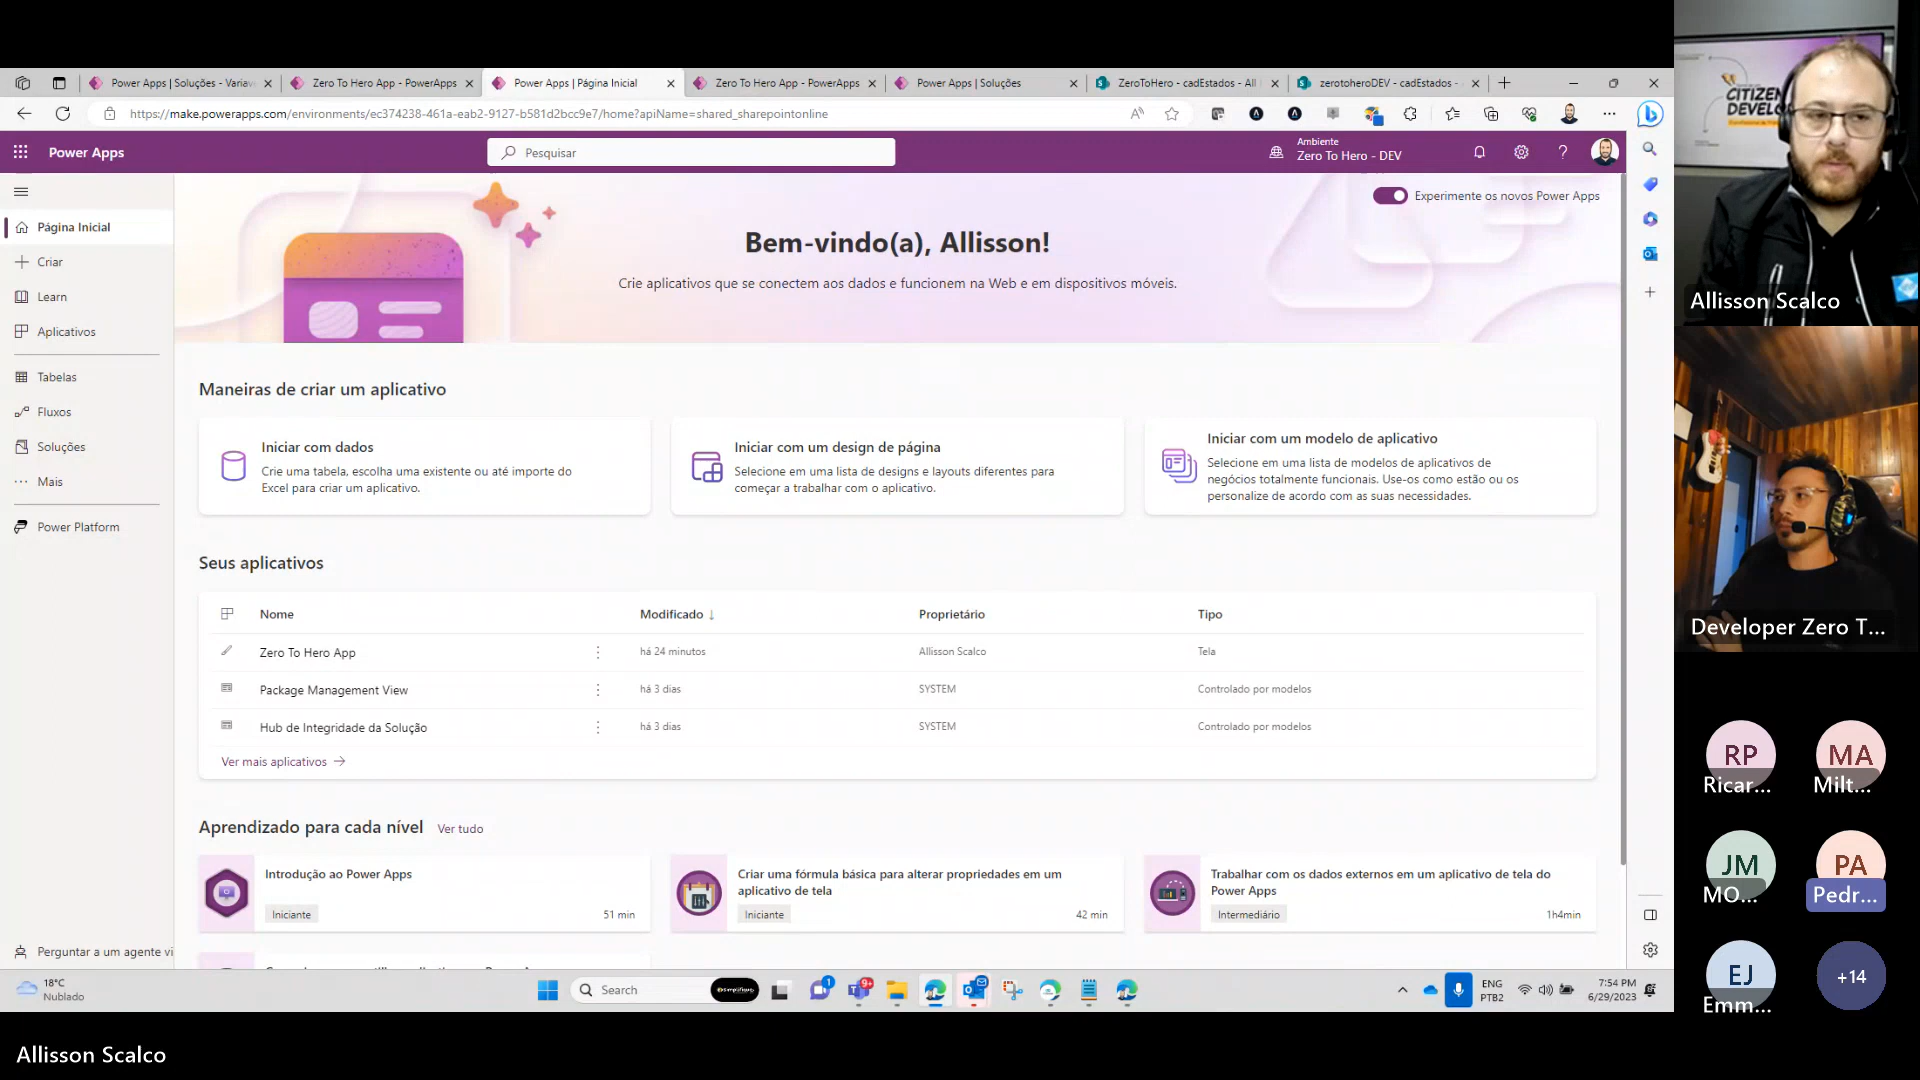 Power Apps | Soluções - Variav
Zero To Hero App - PowerApps
Power Apps | Página Inicial
Zero To Hero App - PowerApps
Power Apps | Soluções
ZeroToHero - cadEstados - All
zerotoheroDEV - cadEstados -
https://make.powerapps.com/environments/ec374238-461a-eab2-9127-b581d2bcc9e7/home?apiName=shared_sharepointonline
Power Apps
Pesquisar
Ambiente
Zero To Hero - DEV
Experimente os novos Power Apps
Página Inicial
Criar
Learn
Aplicativos
Tabelas
Fluxos
Soluções
Mais
Power Platform
Perguntar a um agente vi
Bem-vindo(a), Allisson!
Crie aplicativos que se conectem aos dados e funcionem na Web e em dispositivos móveis.
Maneiras de criar um aplicativo
Iniciar com dados
Crie uma tabela, escolha uma existente ou até importe do
Excel para criar um aplicativo.
Iniciar com um design de página
Selecione em uma lista de designs e layouts diferentes para
começar a trabalhar com o aplicativo.
Iniciar com um modelo de aplicativo
Selecione em uma lista de modelos de aplicativos de
negócios totalmente funcionais. Use-os como estão ou os
personalize de acordo com as suas necessidades.
Seus aplicativos
Nome Modificado ↓ Proprietário Tipo
Zero To Hero App há 24 minutos Allisson Scalco Tela
Package Management View há 3 dias SYSTEM Controlado por modelos
Hub de Integridade da Solução há 3 dias SYSTEM Controlado por modelos
Ver mais aplicativos →
Aprendizado para cada nível Ver tudo
Introdução ao Power Apps
Iniciante 51 min
Criar uma fórmula básica para alterar propriedades em um
aplicativo de tela
Iniciante 42 min
Trabalhar com os dados externos em um aplicativo de tela do
Power Apps
Intermediário 1h4min
18°C
Nublado
Search
1
9+
ENG
PTB2
7:54 PM
6/29/2023
CITIZEN
DEVELO
Allisson Scalco
Developer Zero T...
RP
Ricar...
MA
Milt...
JM
MO...
PA
Pedr...
EJ
Emm...
+14
Allisson Scalco